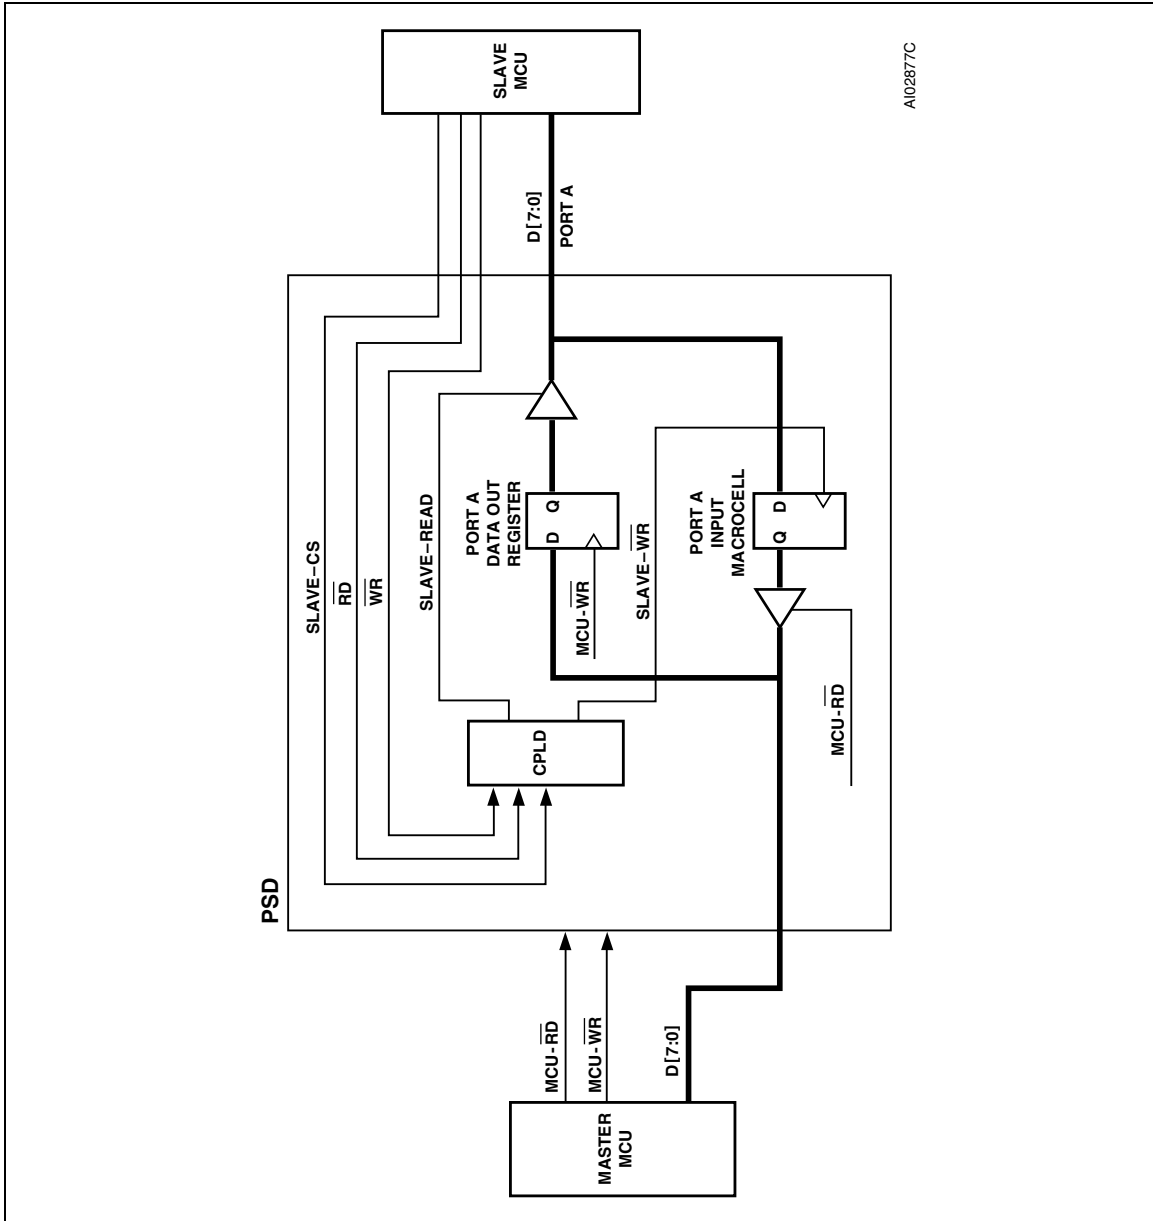 SLAVE
MCU
AI02877C
D[7:0]
PORT A
SLAVE–CS
RD
WR
SLAVE–READ
PORT A
DATA OUT
REGISTER
D Q
MCU-WR
SLAVE–WR
PORT A
INPUT
MACROCELL
Q D
MCU-RD
CPLD
PSD
MCU-RD
MCU-WR
D[7:0]
MASTER
MCU